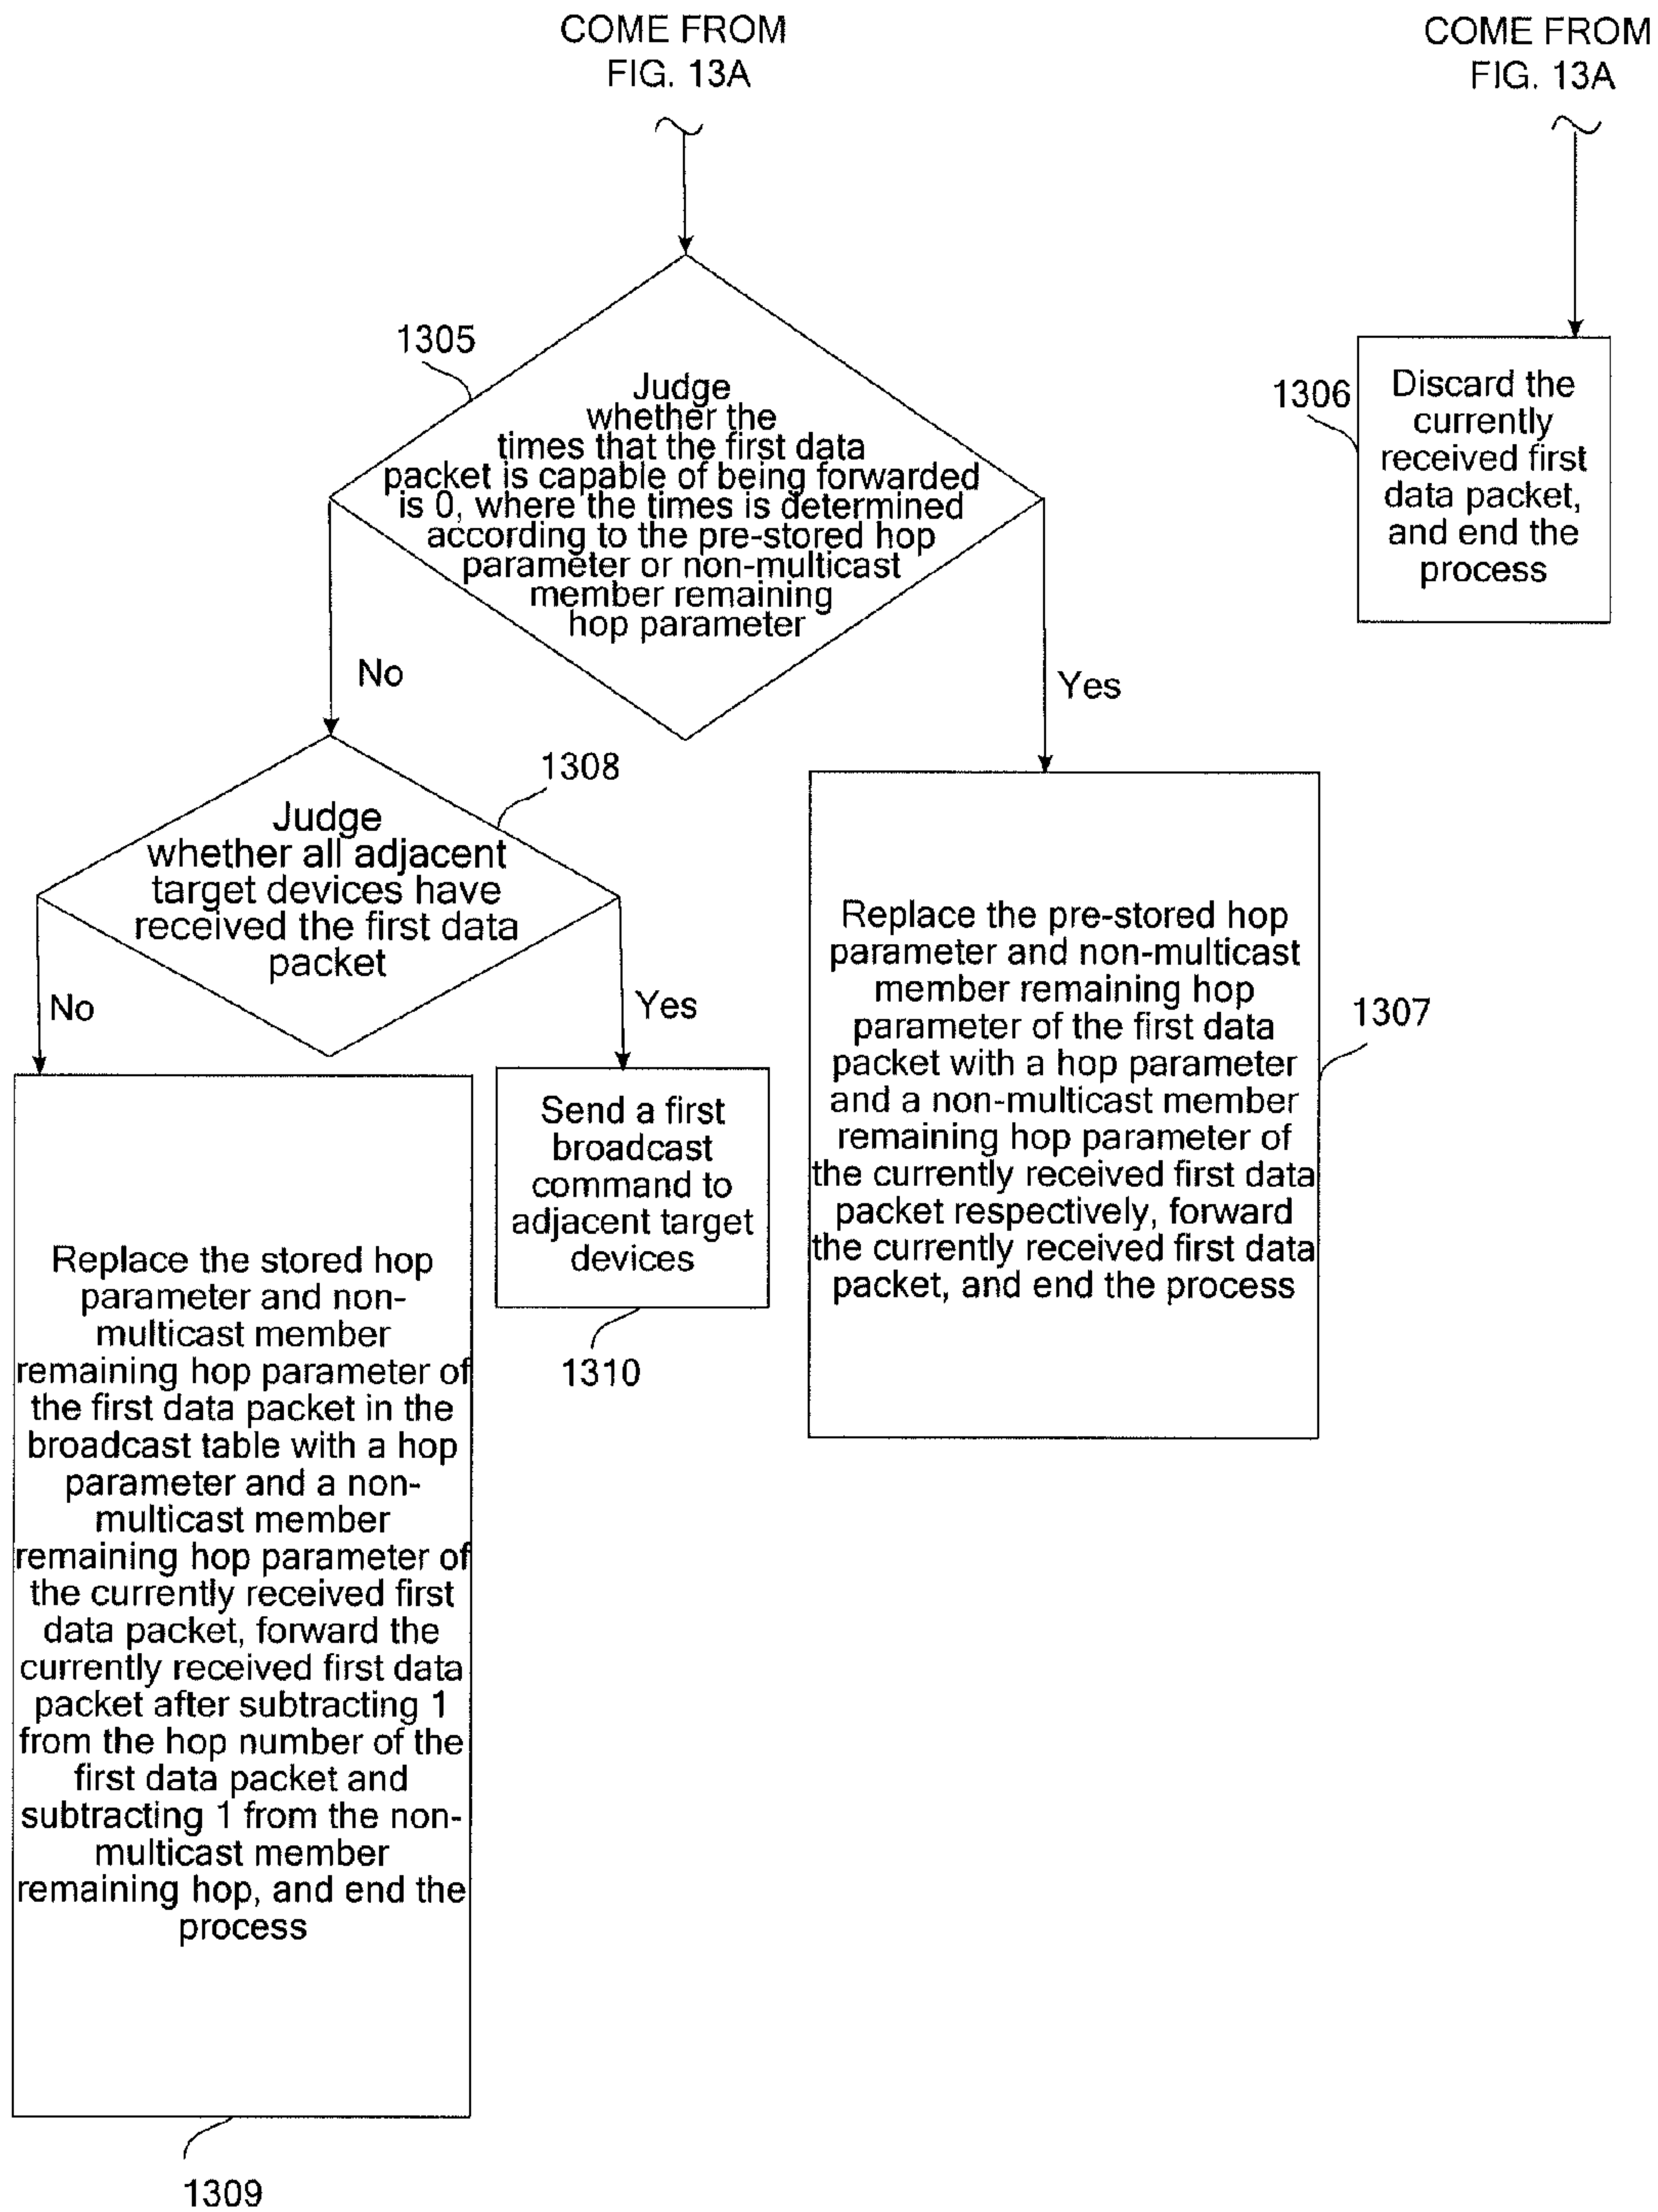 COME FROM
FIG. 13A
COME FROM
FIG. 13A
1305
Judge
whether the
times that the first data
packet is capable of being forwarded
is 0, where the times is determined
according to the pre-stored hop
parameter or non-multicast
member remaining
hop parameter
1306
Discard the
currently
received first
data packet,
and end the
process
No
Yes
1308
Judge
whether all adjacent
target devices have
received the first data
packet
No
Yes
1307
Replace the pre-stored hop
parameter and non-multicast
member remaining hop
parameter of the first data
packet with a hop parameter
and a non-multicast member
remaining hop parameter of
the currently received first data
packet respectively, forward
the currently received first data
packet, and end the process
Send a first
broadcast
command to
adjacent target
devices
1310
Replace the stored hop
parameter and non-
multicast member
remaining hop parameter of
the first data packet in the
broadcast table with a hop
parameter and a non-
multicast member
remaining hop parameter of
the currently received first
data packet, forward the
currently received first data
packet after subtracting 1
from the hop number of the
first data packet and
subtracting 1 from the non-
multicast member
remaining hop, and end the
process
1309